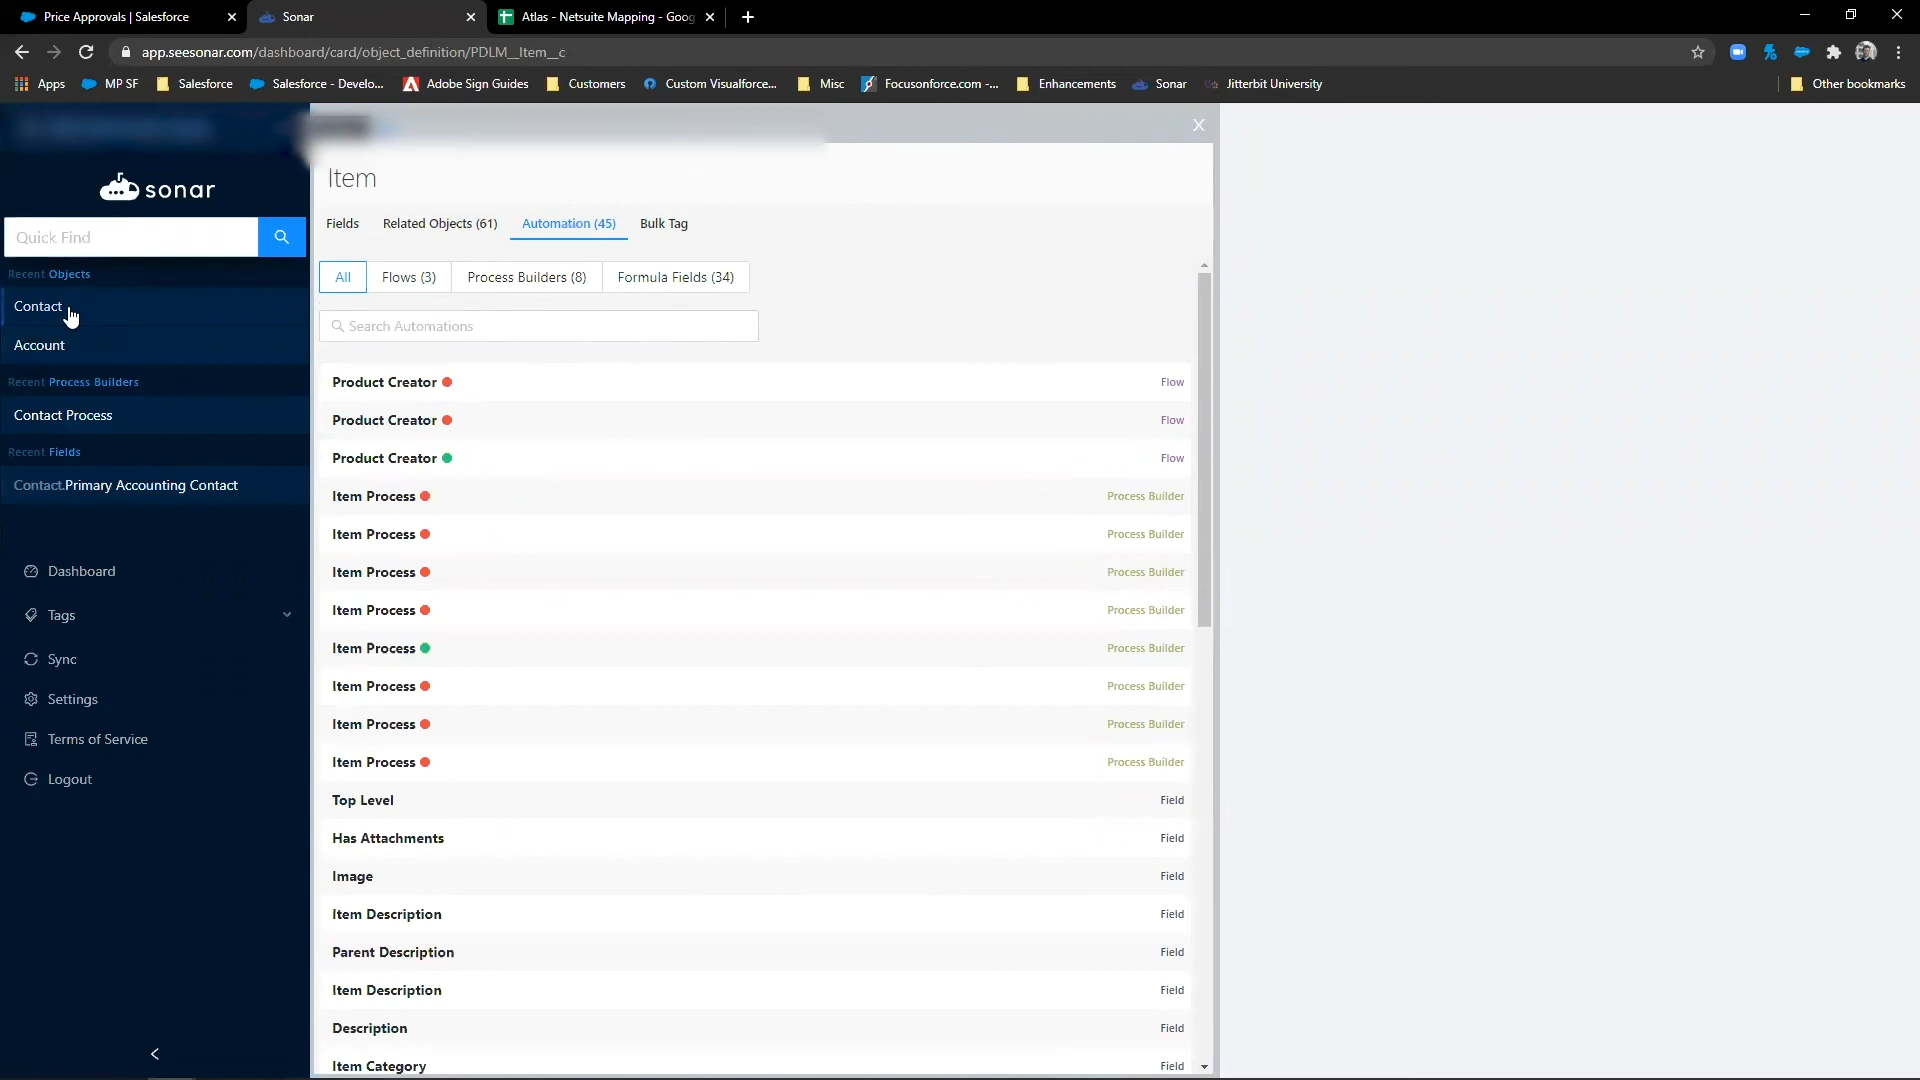 Price Approvals | Salesforce
Sonar
Atlas - Netsuite Mapping - Goog
app.seesonar.com/dashboard/card/object_definition/PDLM__Item__c
Apps
MP SF
Salesforce
Salesforce - Develo...
Adobe Sign Guides
Customers
Custom Visualforce...
Misc
Focusonforce.com -...
Enhancements
Sonar
Jitterbit University
Other bookmarks
sonar
Quick Find
Recent Objects
Contact
Account
Recent Process Builders
Contact Process
Recent Fields
Contact.Primary Accounting Contact
Dashboard
Tags
Sync
Settings
Terms of Service
Logout
Item
Fields
Related Objects (61)
Automation (45)
Bulk Tag
All
Flows (3)
Process Builders (8)
Formula Fields (34)
Search Automations
Product Creator Flow
Product Creator Flow
Product Creator Flow
Item Process Process Builder
Item Process Process Builder
Item Process Process Builder
Item Process Process Builder
Item Process Process Builder
Item Process Process Builder
Item Process Process Builder
Item Process Process Builder
Top Level Field
Has Attachments Field
Image Field
Item Description Field
Parent Description Field
Item Description Field
Description Field
Item Category Field